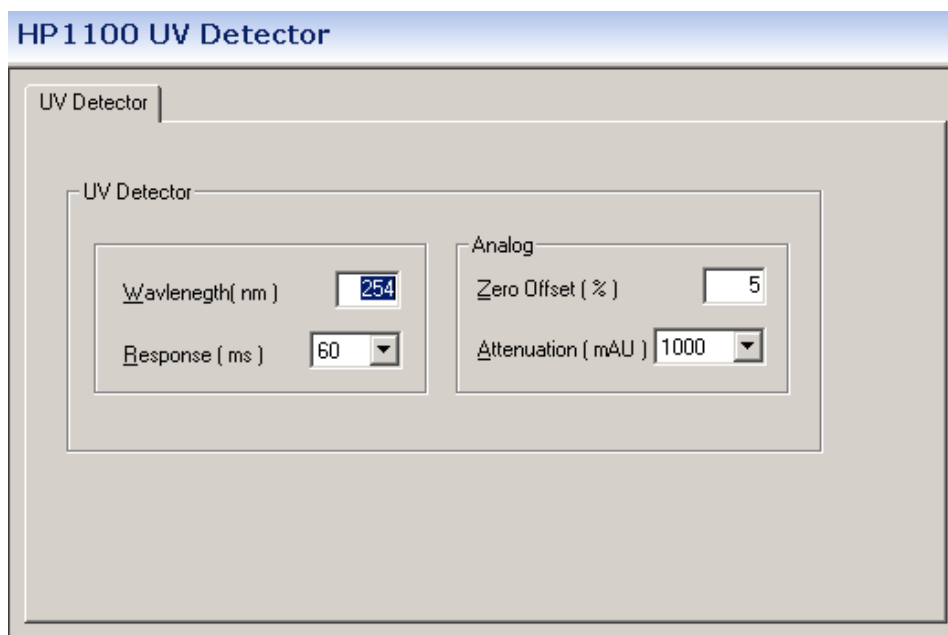 HP1100 UV Detector
UV Detector
UV Detector
Wavlenegth( nm ) 254
Response ( ms ) 60
Analog
Zero Offset ( % ) 5
Attenuation ( mAU ) 1000